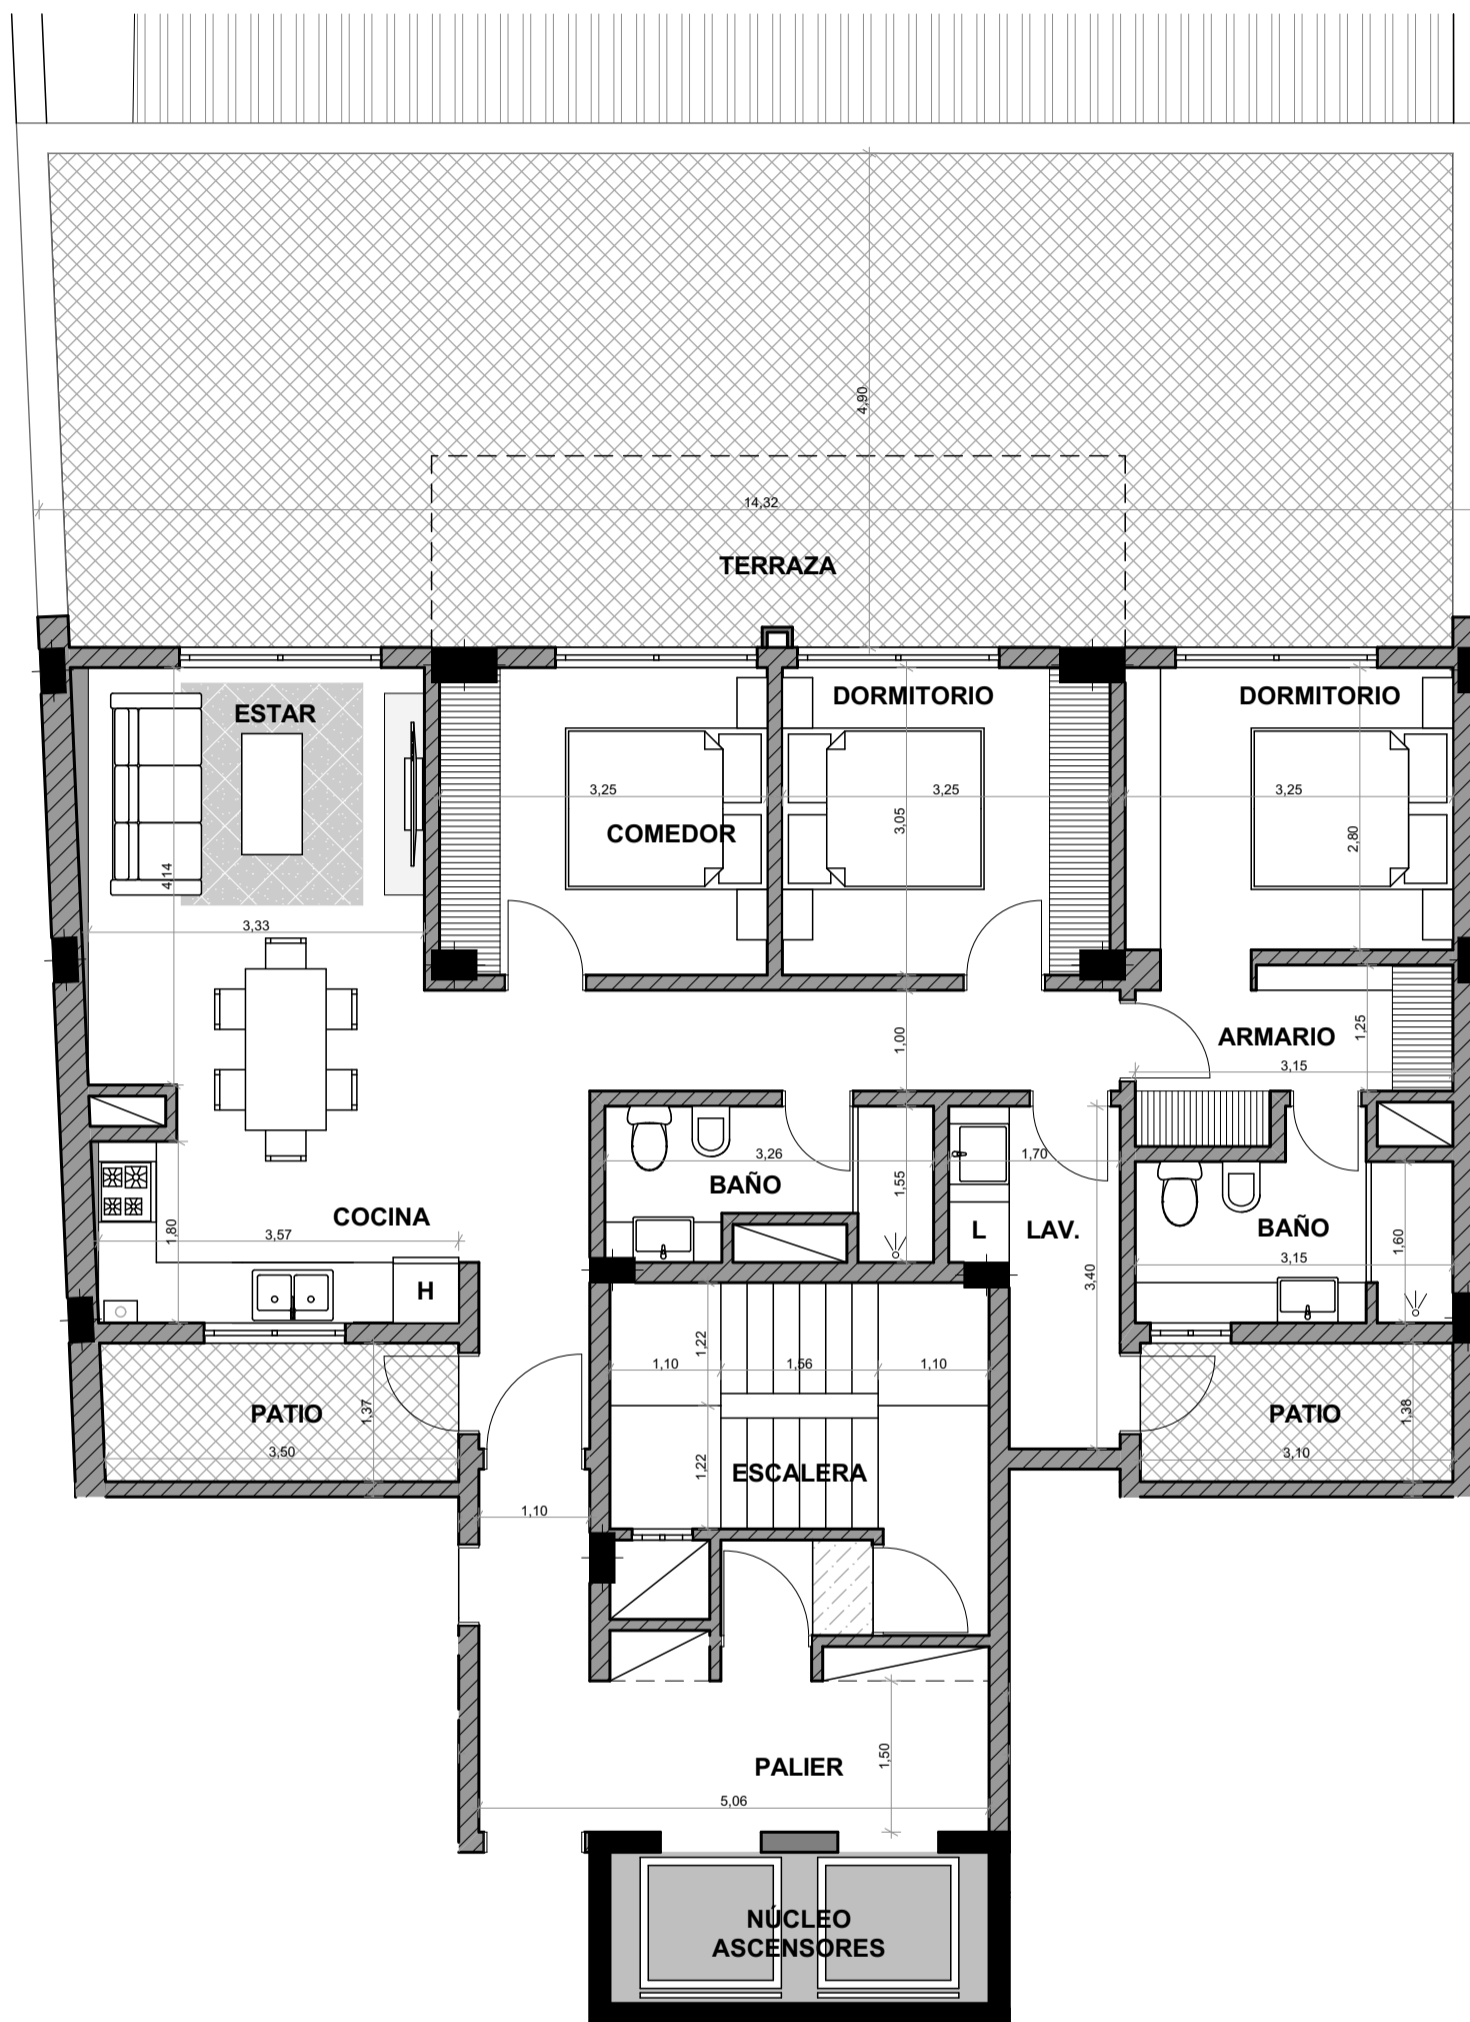 4,90
14,32
TERRAZA
ESTAR
DORMITORIO
DORMITORIO
3,25
3,25
3,25
COMEDOR
3,05
2,80
4,14
3,33
1,00
ARMARIO
1,25
3,15
3,26
1,70
BAÑO
1,55
COCINA
1,80
3,57
L
LAV.
BAÑO
1,60
3,15
3,40
H
1,22
1,10
1,56
1,10
PATIO
1,37
3,50
PATIO
1,38
3,10
1,22
ESCALERA
1,10
PALIER
1,50
5,06
NÚCLEO
ASCENSORES